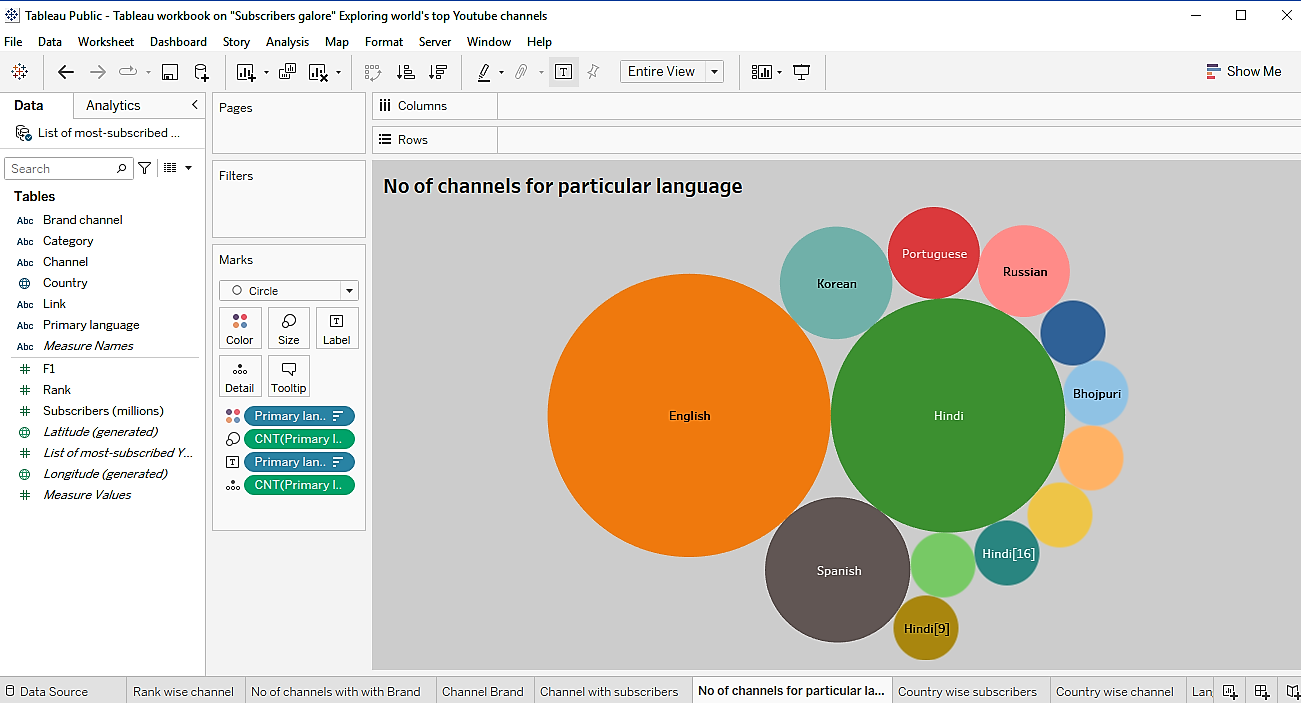 Tableau Public - Tableau workbook on "Subscribers galore" Exploring world's top Youtube channels
File Data Worksheet Dashboard Story Analysis Map Format Server Window Help
Entire View
Show Me
Data
Analytics
List of most-subscribed ...
Search
Tables
Abc Brand channel
Abc Category
Abc Channel
Country
Abc Link
Abc Primary language
Abc Measure Names
F1
Rank
Subscribers (millions)
Latitude (generated)
List of most-subscribed Y...
Longitude (generated)
Measure Values
Pages
Filters
Marks
Circle
Color
Size
Label
Detail
Tooltip
Primary lan..
CNT(Primary l..
Primary lan..
CNT(Primary l..
Columns
Rows
No of channels for particular language
Portuguese
Russian
Korean
Bhojpuri
English
Hindi
Hindi[16]
Spanish
Hindi[9]
Data Source
Rank wise channel
No of channels with with Brand
Channel Brand
Channel with subscribers
No of channels for particular la...
Country wise subscribers
Country wise channel
Lan